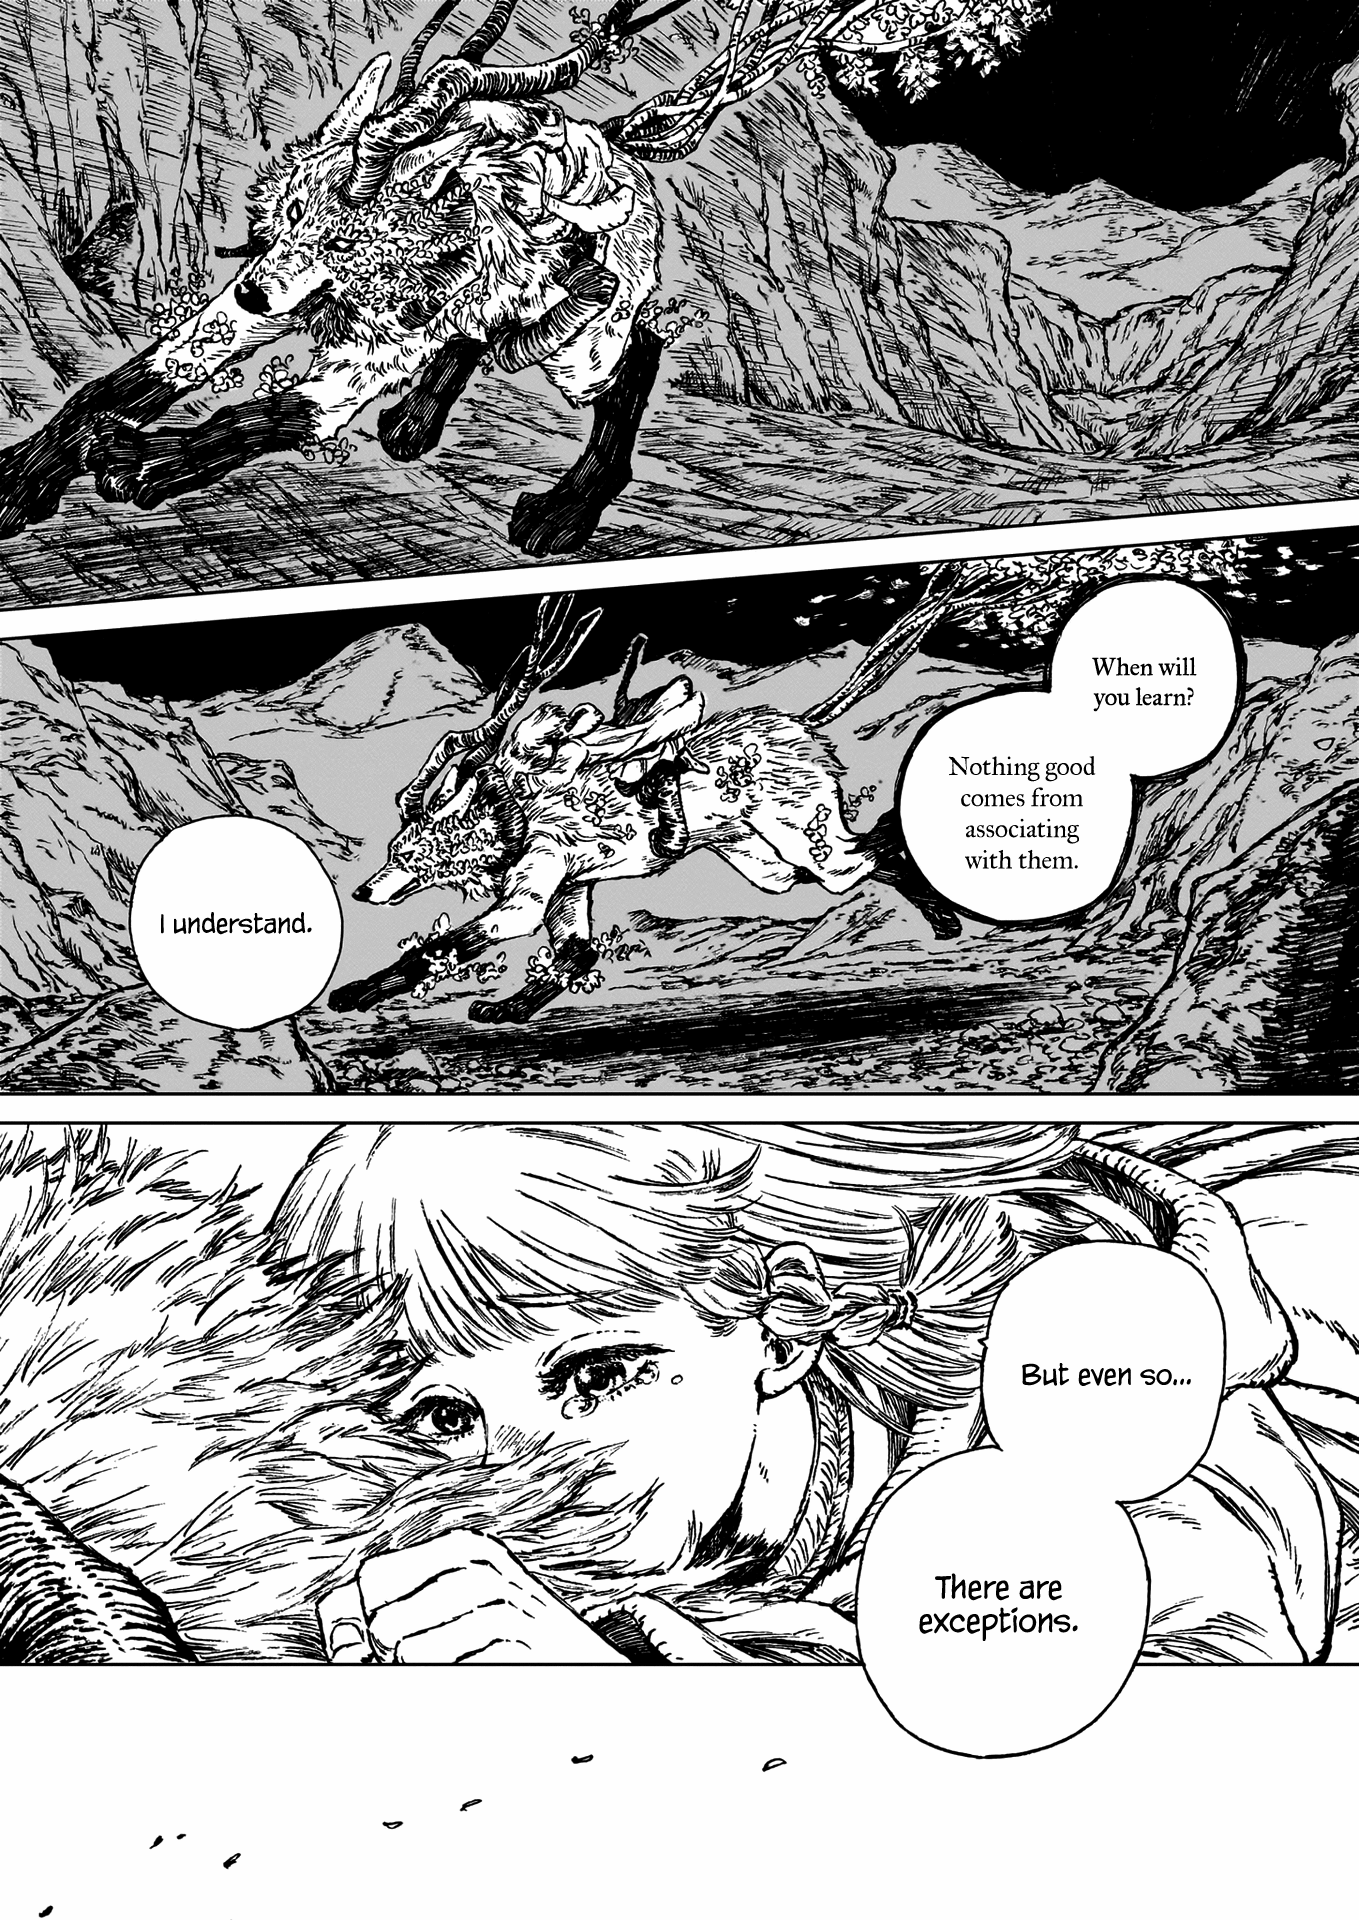 When will
you learn?
Nothing good
comes from
associating
with them.
I understand.
But even so...
There are
exceptions.